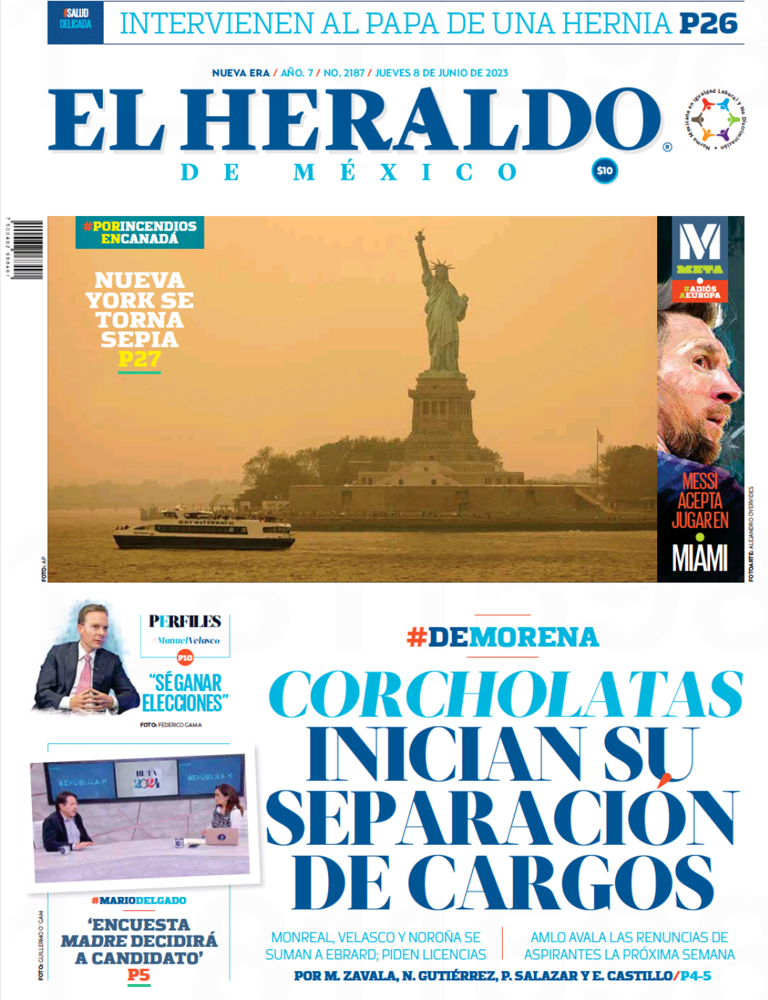 #SALUD
DELICADA
INTERVIENEN AL PAPA DE UNA HERNIA P26
NUEVA ERA / AÑO. 7 / NO. 2187 / JUEVES 8 DE JUNIO DE 2023
EL HERALDO®
DE MÉXICO
$10
Norma Mexicana en Igualdad Laboral y No Discriminación
7 500462 988401
#PORINCENDIOS
ENCANADÁ
NUEVA
YORK SE
TORNA
SEPIA
P27
NY WATERWAY
FOTO: AP
M
META
#ADIÓS
AEUROPA
MESSI
ACEPTA
JUGAR EN
MIAMI
FOTOARTE: ALEJANDRO OYERVIDES
PERFILES
#ManuelVelasco
P10
“SÉ GANAR
ELECCIONES”
FOTO: FEDERICO GAMA
REPÚBLICA H
RUTA
2024
REPÚBLICA H
#MARIODELGADO
‘ENCUESTA
MADRE DECIDIRÁ
A CANDIDATO’
P5
FOTO: GUILLERMO O´GAM
#DEMORENA
CORCHOLATAS
INICIAN SU
SEPARACIÓN
DE CARGOS
MONREAL, VELASCO Y NOROÑA SE
SUMAN A EBRARD; PIDEN LICENCIAS
AMLO AVALA LAS RENUNCIAS DE
ASPIRANTES LA PRÓXIMA SEMANA
POR M. ZAVALA, N. GUTIÉRREZ, P. SALAZAR Y E. CASTILLO/P4-5